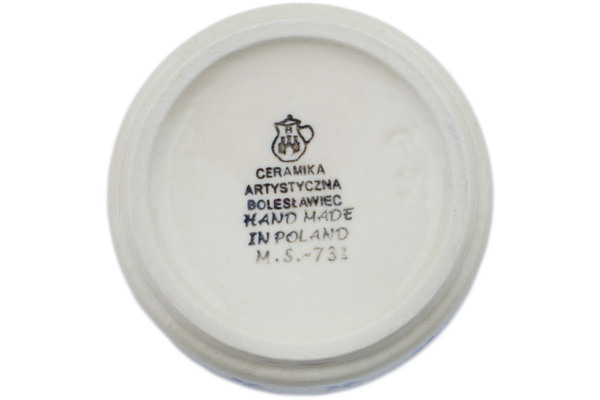 B
CERAMIKA
ARTYSTYCZNA
BOLESŁAWIEC
HAND MADE
IN POLAND
M.S.-731